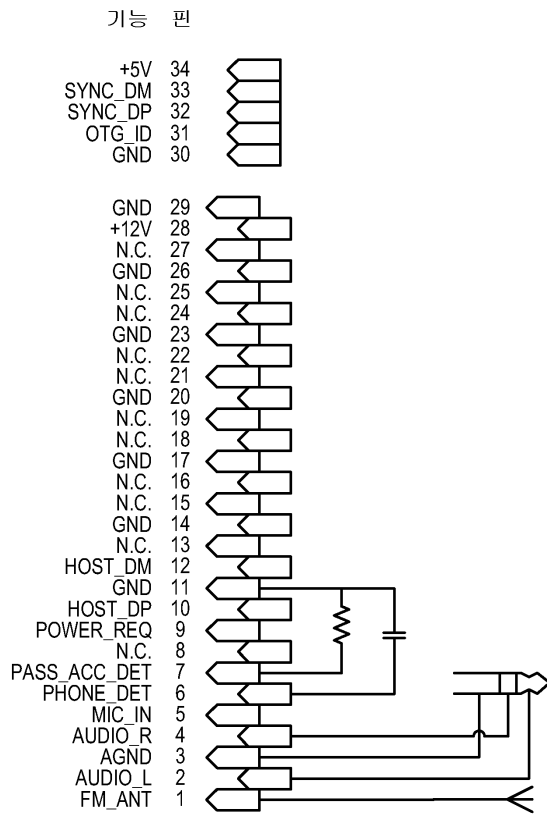 기능 핀
+5V 34
SYNC_DM 33
SYNC_DP 32
OTG_ID 31
GND 30
GND 29
+12V 28
N.C. 27
GND 26
N.C. 25
N.C. 24
GND 23
N.C. 22
N.C. 21
GND 20
N.C. 19
N.C. 18
GND 17
N.C. 16
N.C. 15
GND 14
N.C. 13
HOST_DM 12
GND 11
HOST_DP 10
POWER_REQ 9
N.C. 8
PASS_ACC_DET 7
PHONE_DET 6
MIC_IN 5
AUDIO_R 4
AGND 3
AUDIO_L 2
FM_ANT 1